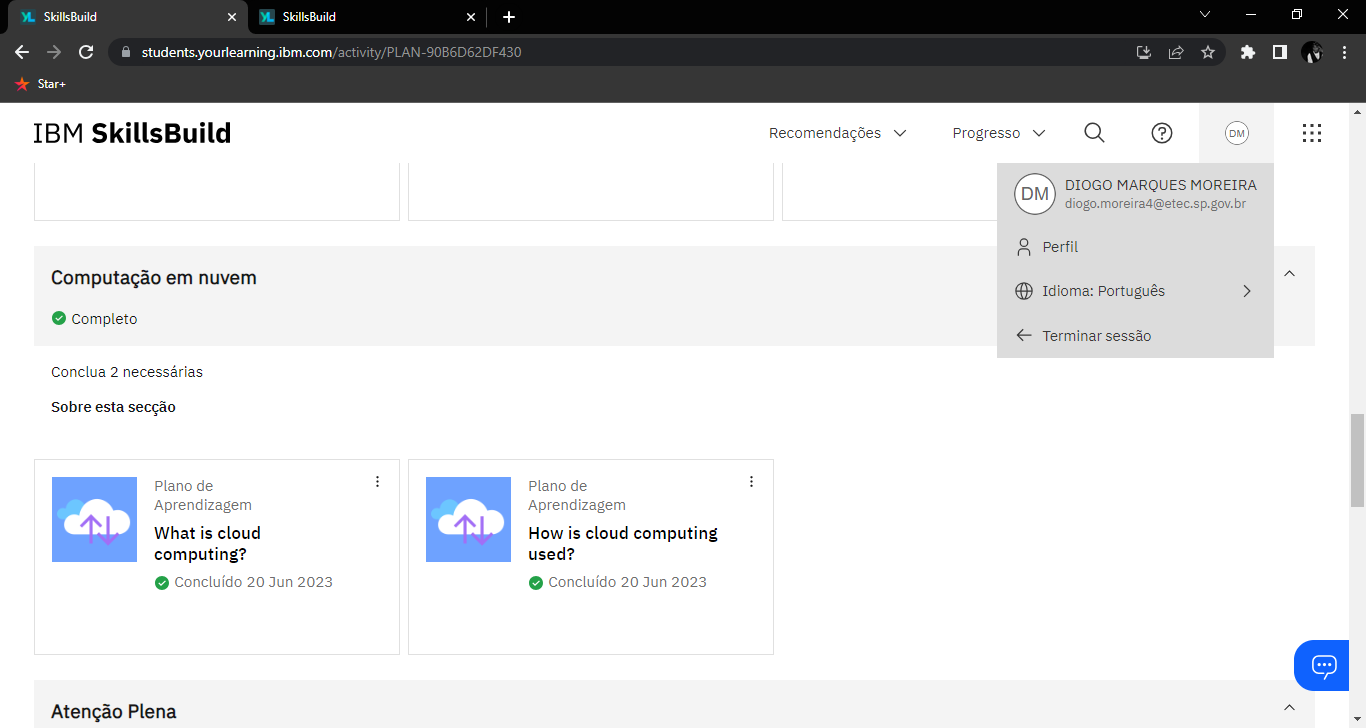 SkillsBuild
SkillsBuild
students.yourlearning.ibm.com/activity/PLAN-90B6D62DF430
Star+
IBM SkillsBuild
Recomendações
Progresso
DM
DM
DIOGO MARQUES MOREIRA
diogo.moreira4@etec.sp.gov.br
Perfil
Idioma: Português
Terminar sessão
Computação em nuvem
Completo
Conclua 2 necessárias
Sobre esta secção
Plano de
Aprendizagem
What is cloud
computing?
Concluído 20 Jun 2023
Plano de
Aprendizagem
How is cloud computing
used?
Concluído 20 Jun 2023
Atenção Plena